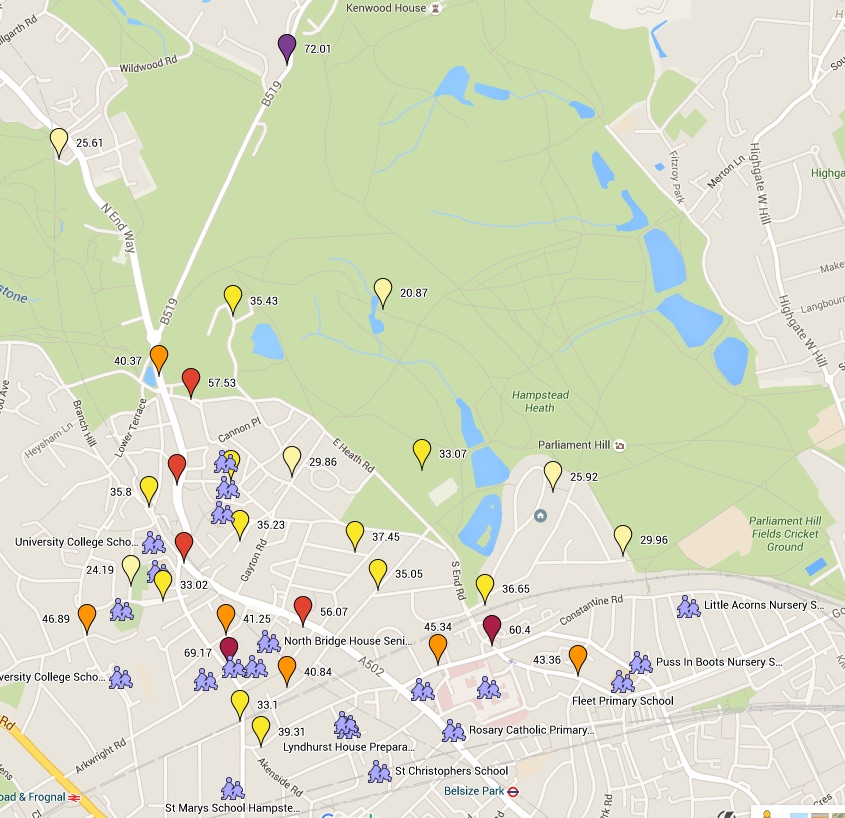 Kenwood House
Wildwood Rd
72.01
B519
25.61
Fitzroy Park
Merton Ln
Highgate W Hill
N End Way
B519
35.43
20.87
40.37
57.53
Highgate W Hill
Hampstead
Heath
Branch Hill
Lower Terrace
Heysham Ln
Cannon Pl
E Heath Rd
29.86
33.07
Parliament Hill
25.92
35.8
35.23
37.45
29.96
Parliament Hill
Fields Cricket
Ground
University College Scho...
Gayton Rd
24.19
33.02
35.05
S End Rd
36.65
46.89
41.25
56.07
45.34
60.4
Constantine Rd
Little Acorns Nursery S...
North Bridge House Seni...
69.17
40.84
A502
43.36
Puss In Boots Nursery S...
Fleet Primary School
33.1
39.31
Lyndhurst House Prepara...
Rosary Catholic Primary...
Arkwright Rd
Akenside Rd
St Christophers School
Belsize Park
St Marys School Hampste...